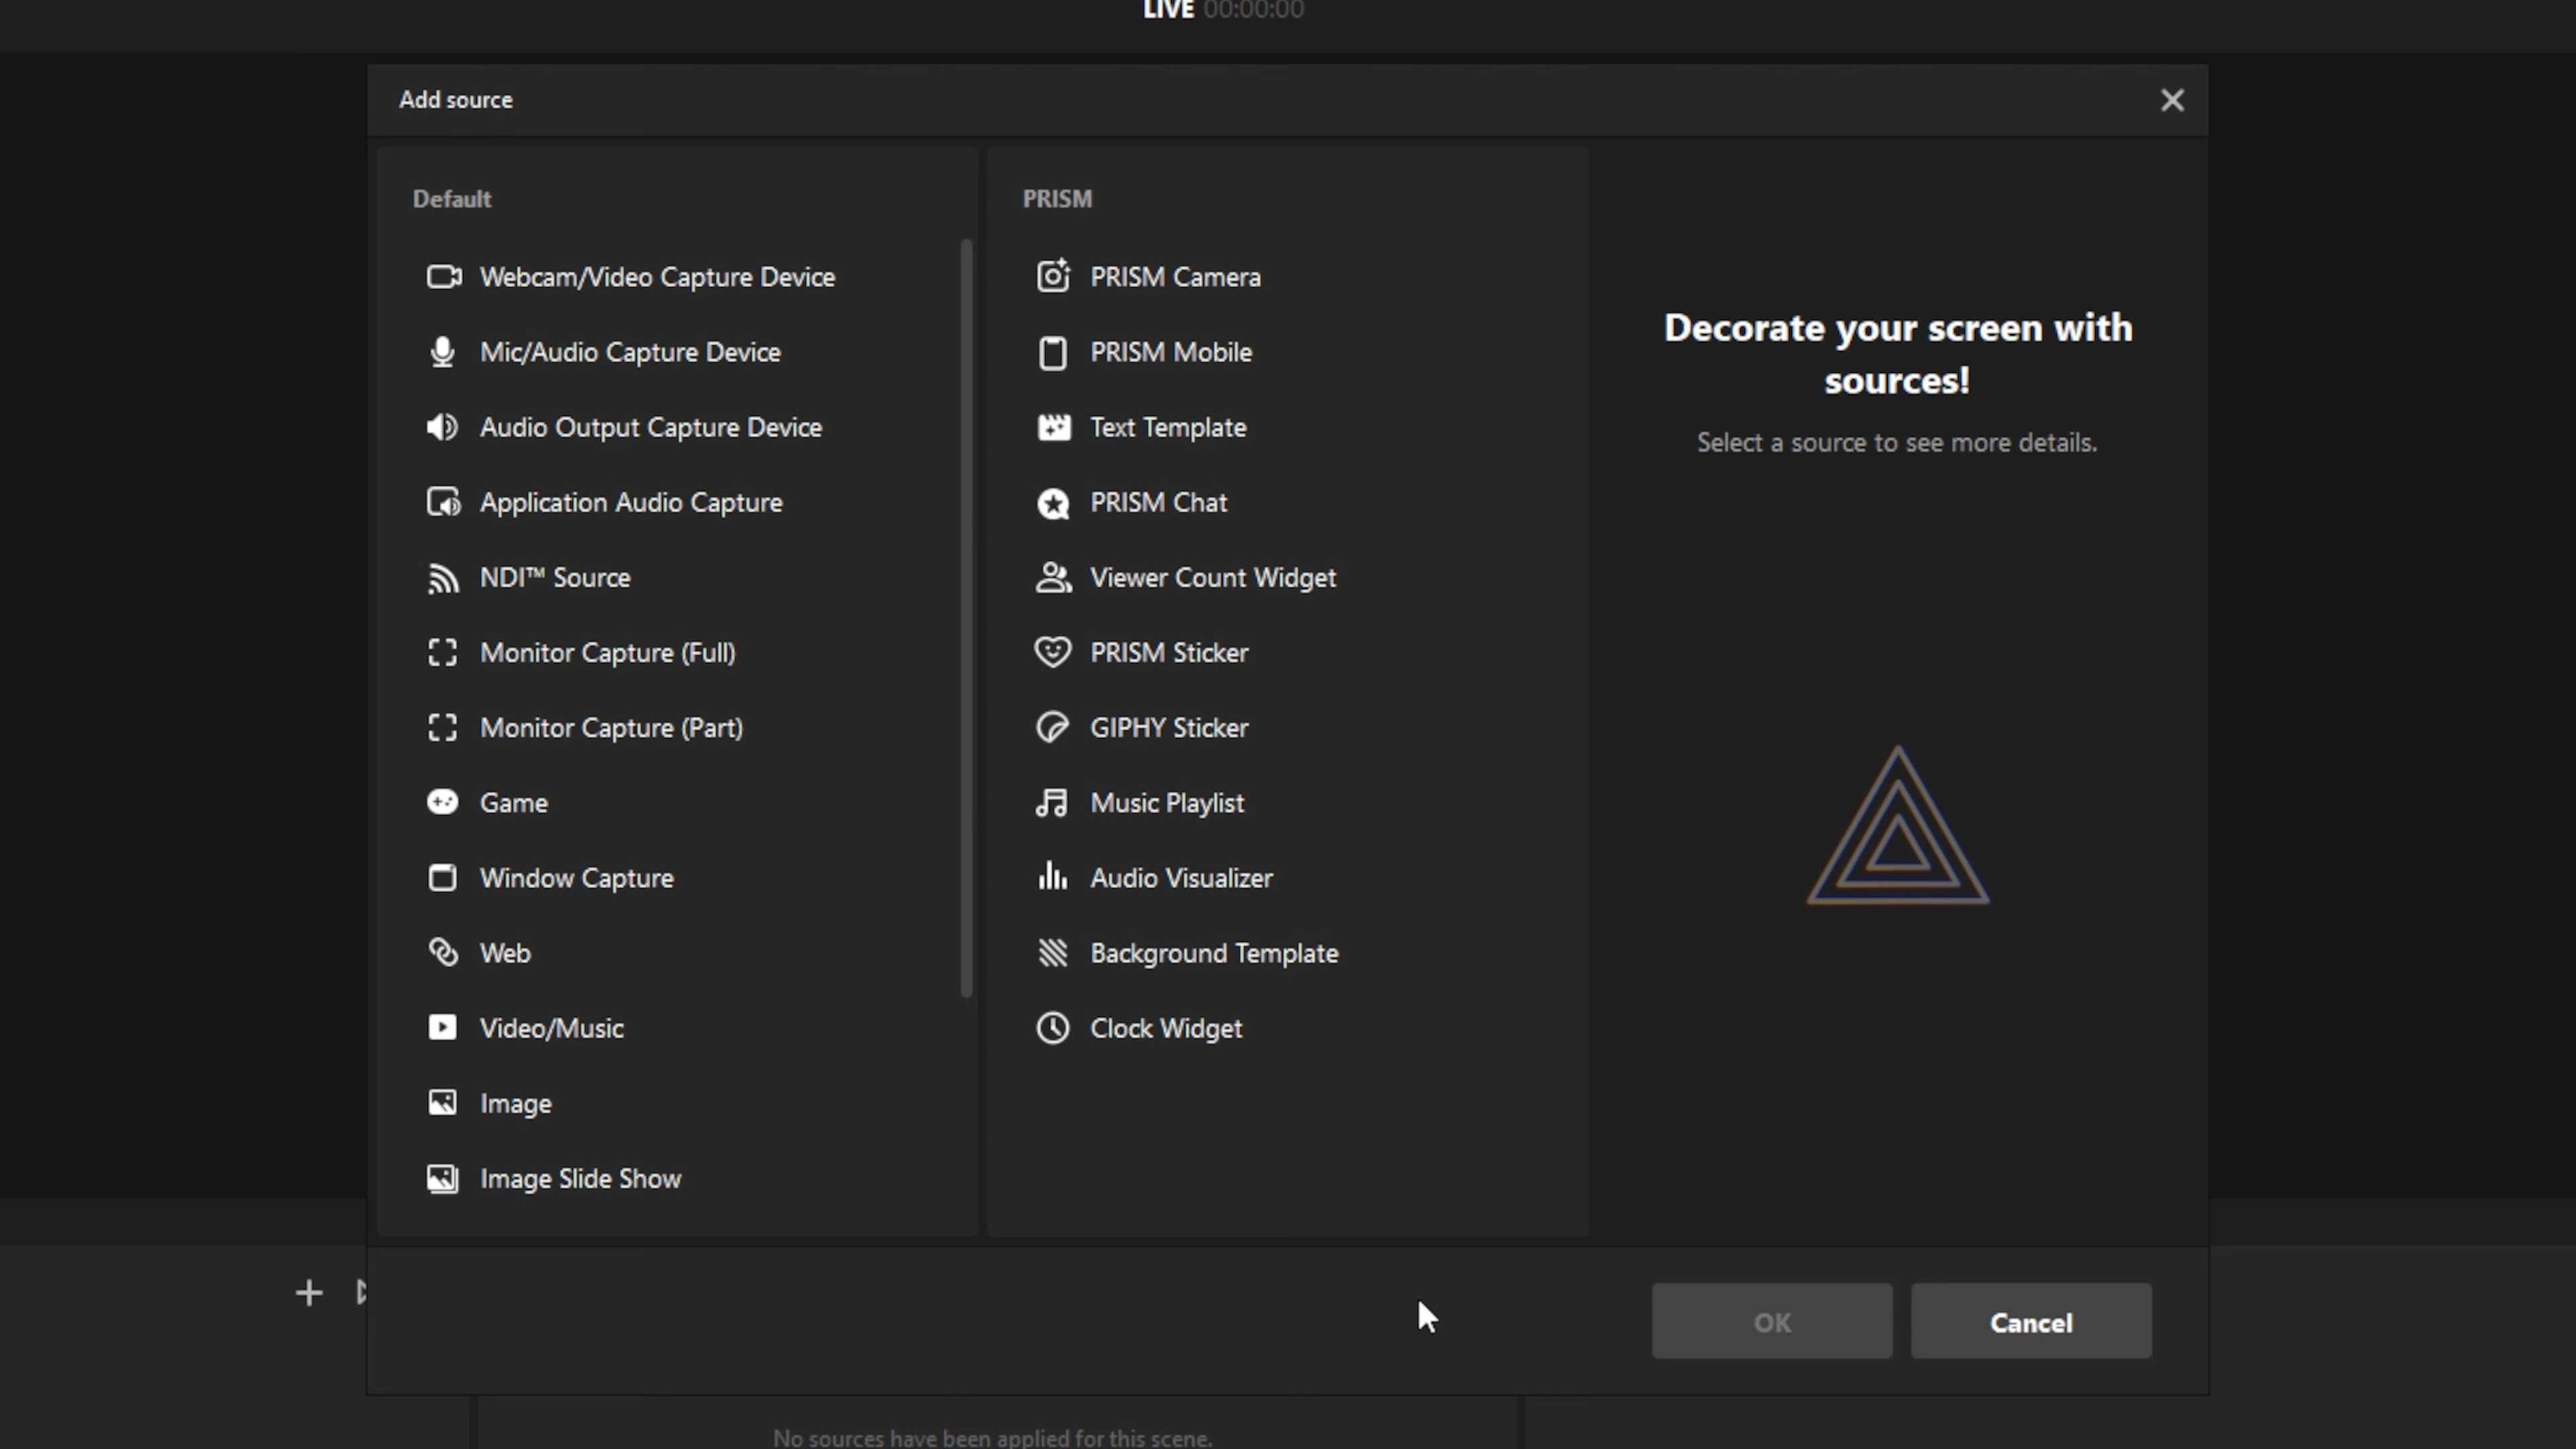 LIVE 00:00:00
Add source
Default
Webcam/Video Capture Device
Mic/Audio Capture Device
Audio Output Capture Device
Application Audio Capture
NDI™ Source
Monitor Capture (Full)
Monitor Capture (Part)
Game
Window Capture
Web
Video/Music
Image
Image Slide Show
PRISM
PRISM Camera
PRISM Mobile
Text Template
PRISM Chat
Viewer Count Widget
PRISM Sticker
GIPHY Sticker
Music Playlist
Audio Visualizer
Background Template
Clock Widget
Decorate your screen with
sources!
Select a source to see more details.
OK
Cancel
No sources have been applied for this scene.